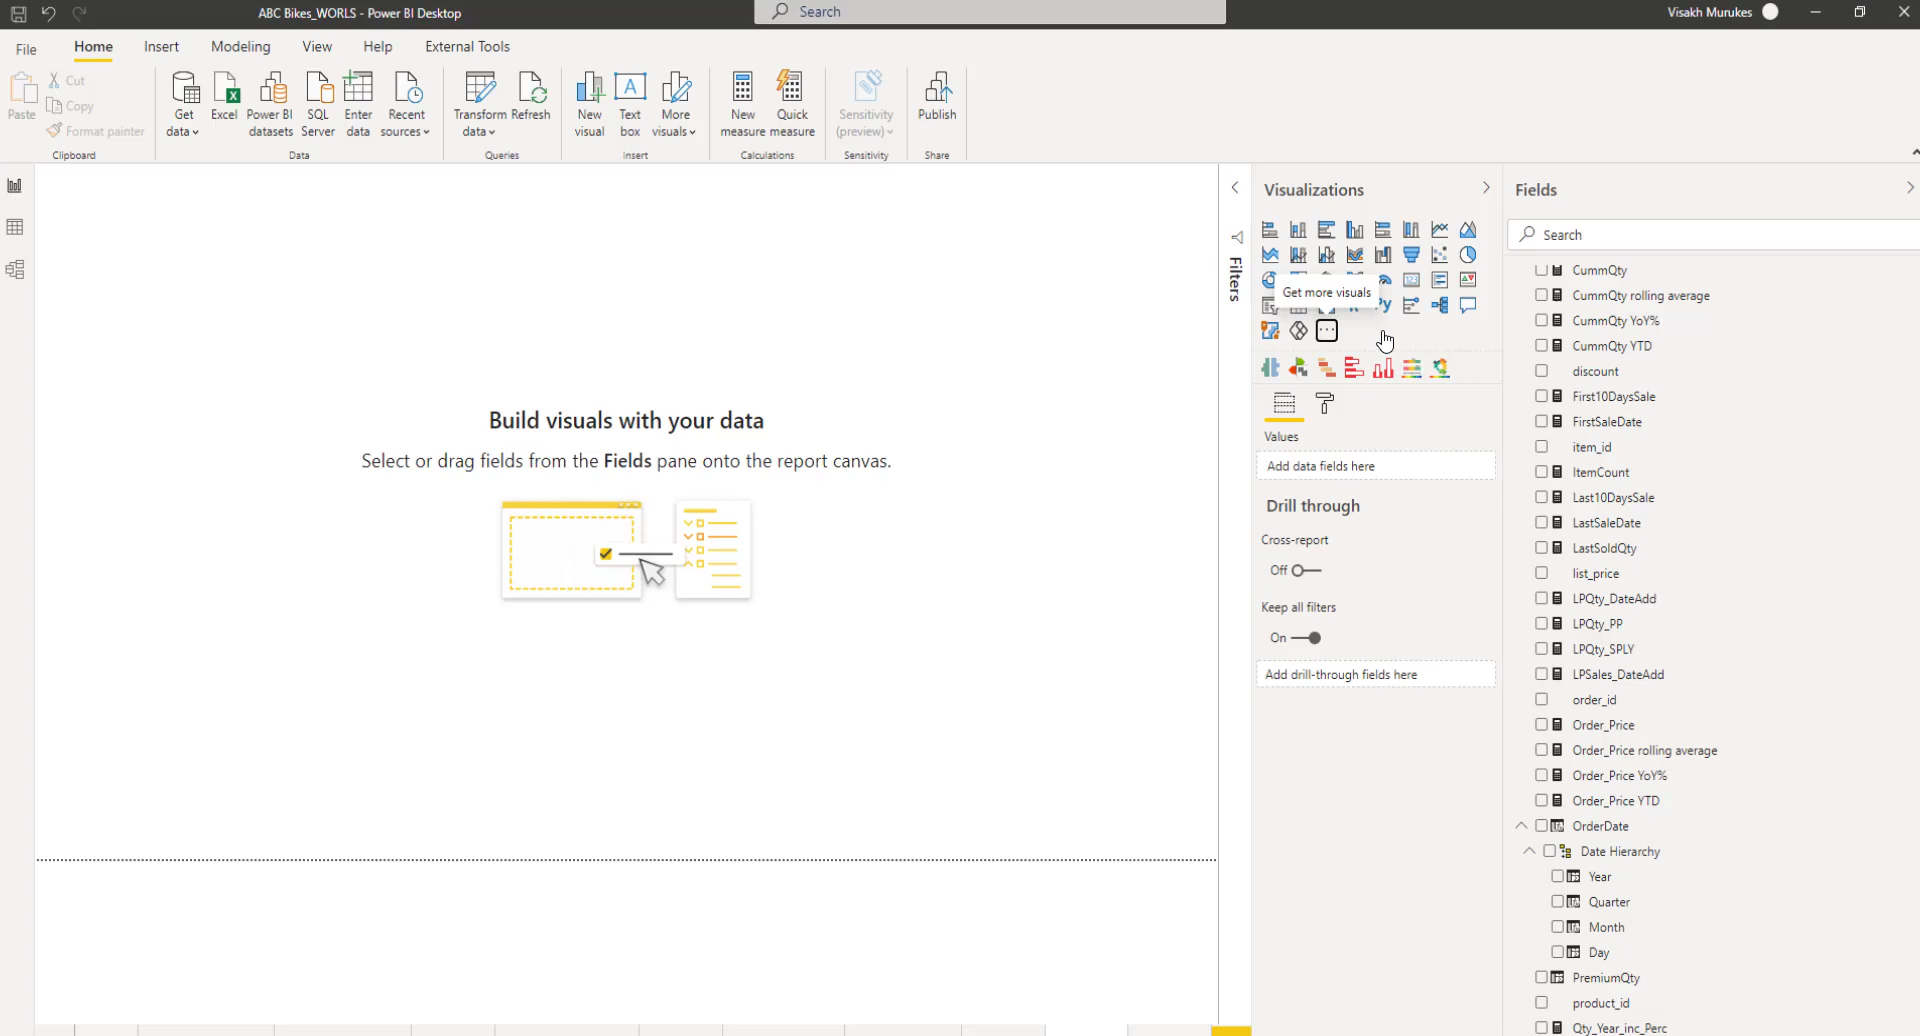 ABC Bikes_WORLS - Power BI Desktop
Search
Visakh Murukes
File
Home
Insert
Modeling
View
Help
External Tools
Paste
Cut
Copy
Format painter
Clipboard
Get
data
Excel
Power BI
datasets
SQL
Server
Enter
data
Recent
sources
Data
Transform
data
Refresh
Queries
New
visual
A
Text
box
More
visuals
Insert
New
measure
Quick
measure
Calculations
Sensitivity
(preview)
Sensitivity
Publish
Share
Build visuals with your data
Select or drag fields from the Fields pane onto the report canvas.
Filters
Visualizations
Get more visuals
Py
Values
Add data fields here
Drill through
Cross-report
Off
Keep all filters
On
Add drill-through fields here
Fields
Search
CummQty
CummQty rolling average
CummQty YoY%
CummQty YTD
discount
First10DaysSale
FirstSaleDate
item_id
ItemCount
Last10DaysSale
LastSaleDate
LastSoldQty
list_price
LPQty_DateAdd
LPQty_PP
LPQty_SPLY
LPSales_DateAdd
order_id
Order_Price
Order_Price rolling average
Order_Price YoY%
Order_Price YTD
OrderDate
Date Hierarchy
Year
Quarter
Month
Day
PremiumQty
product_id
Qty_Year_inc_Perc